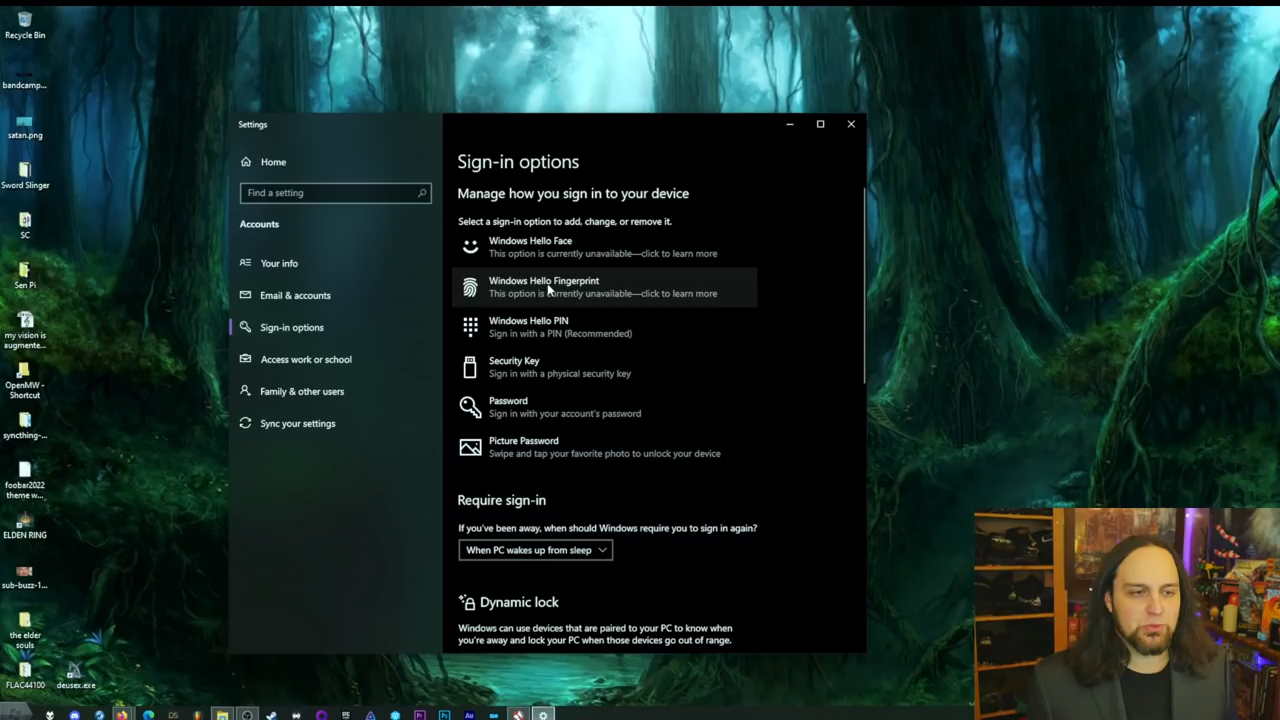 Recycle Bin
bandcamp...
satan.png
Sword Slinger
SC
Sen Pi
my vision is
augmente...
OpenMW -
Shortcut
syncthing-...
foobar2022
theme w...
ELDEN RING
sub-buzz-1...
the elder
souls
FLAC44100
deusex.exe
Settings
Home
Find a setting
Accounts
Your info
Email & accounts
Sign-in options
Access work or school
Family & other users
Sync your settings
Sign-in options
Manage how you sign in to your device
Select a sign-in option to add, change, or remove it.
Windows Hello Face
This option is currently unavailable—click to learn more
Windows Hello Fingerprint
This option is currently unavailable—click to learn more
Windows Hello PIN
Sign in with a PIN (Recommended)
Security Key
Sign in with a physical security key
Password
Sign in with your account's password
Picture Password
Swipe and tap your favorite photo to unlock your device
Require sign-in
If you've been away, when should Windows require you to sign in again?
When PC wakes up from sleep
Dynamic lock
Windows can use devices that are paired to your PC to know when
you're away and lock your PC when those devices go out of range.
DS
Pr
Ps
Au